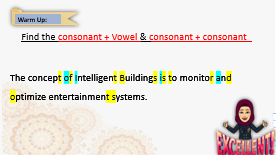 Warm Up:
Find the consonant + Vowel & consonant + consonant
The concept of Intelligent Buildings is to monitor and
optimize entertainment systems.
EXCELLENT!